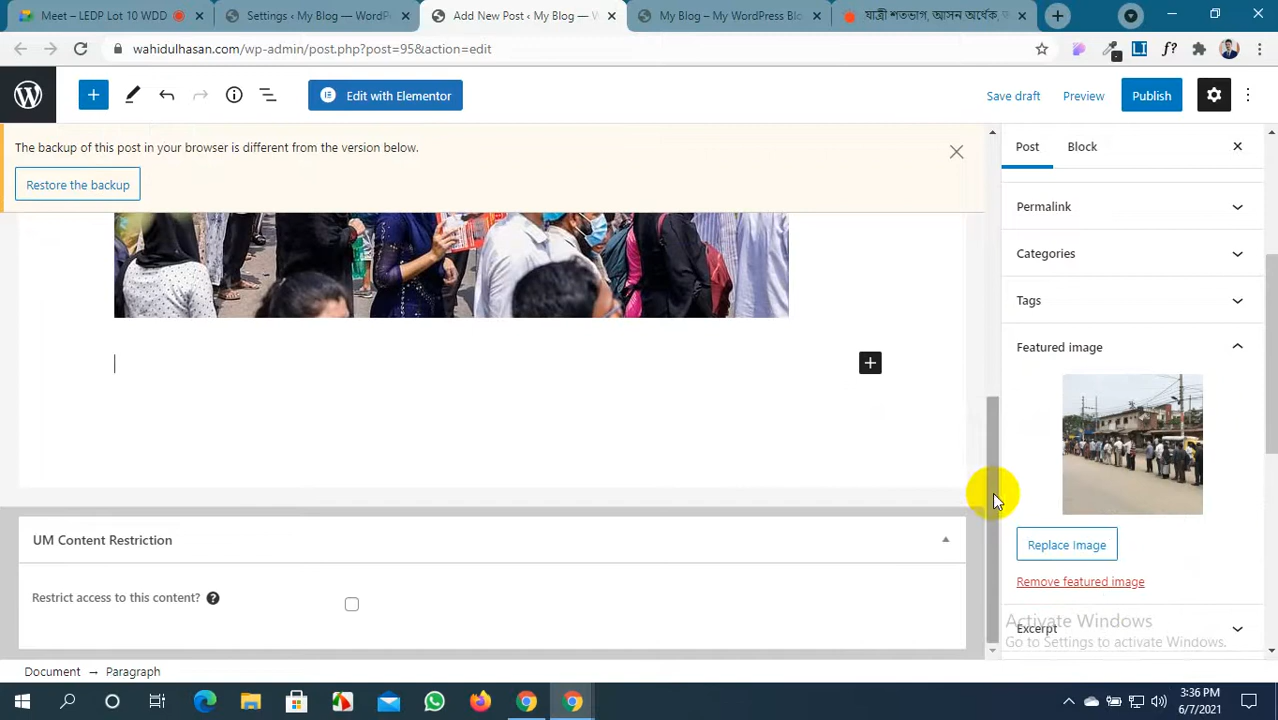 Meet – LEDP Lot 10 WDD
Settings ‹ My Blog — WordP
Add New Post ‹ My Blog — W
My Blog – My WordPress Blo
যাত্রী শতভাগ, আসন অর্ধেক,
wahidulhasan.com/wp-admin/post.php?post=95&action=edit
Edit with Elementor
Save draft
Preview
Publish
The backup of this post in your browser is different from the version below.
Restore the backup
Post
Block
Permalink
Categories
Tags
Featured image
Replace Image
Remove featured image
Excerpt
UM Content Restriction
Restrict access to this content?
Activate Windows
Go to Settings to activate Windows.
Document → Paragraph
3:36 PM
6/7/2021